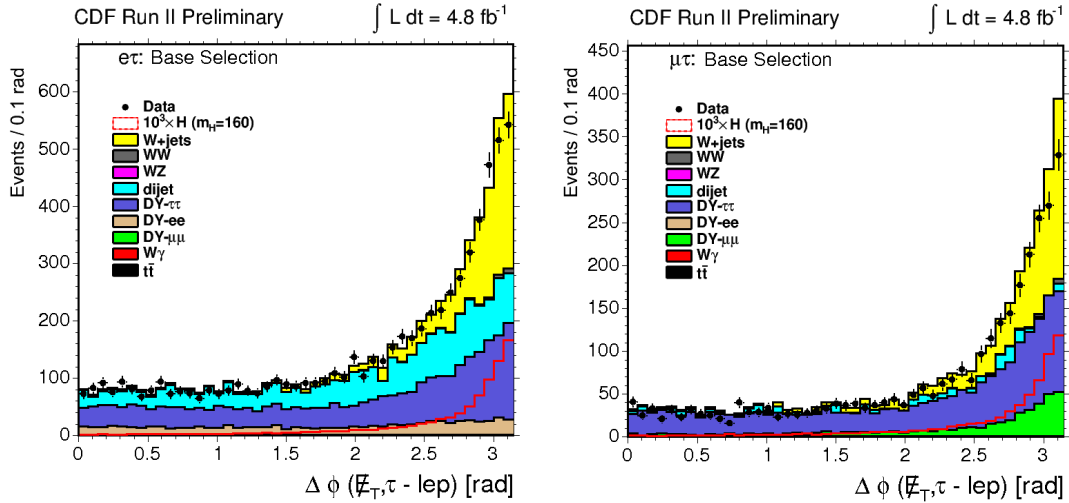 CDF Run II Preliminary
∫ L dt = 4.8 fb⁻¹
eτ: Base Selection
Events / 0.1 rad
Data
10³×H (m_H=160)
W+jets
WW
WZ
dijet
DY-ττ
DY-ee
DY-μμ
Wγ
tt̄
600
500
400
300
200
100
0
0 0.5 1 1.5 2 2.5 3
Δ ϕ (E̸_T,τ - lep) [rad]
CDF Run II Preliminary
∫ L dt = 4.8 fb⁻¹
μτ: Base Selection
Events / 0.1 rad
Data
10³×H (m_H=160)
W+jets
WW
WZ
dijet
DY-ττ
DY-ee
DY-μμ
Wγ
tt̄
450
400
350
300
250
200
150
100
50
0
0 0.5 1 1.5 2 2.5 3
Δ ϕ (E̸_T,τ - lep) [rad]